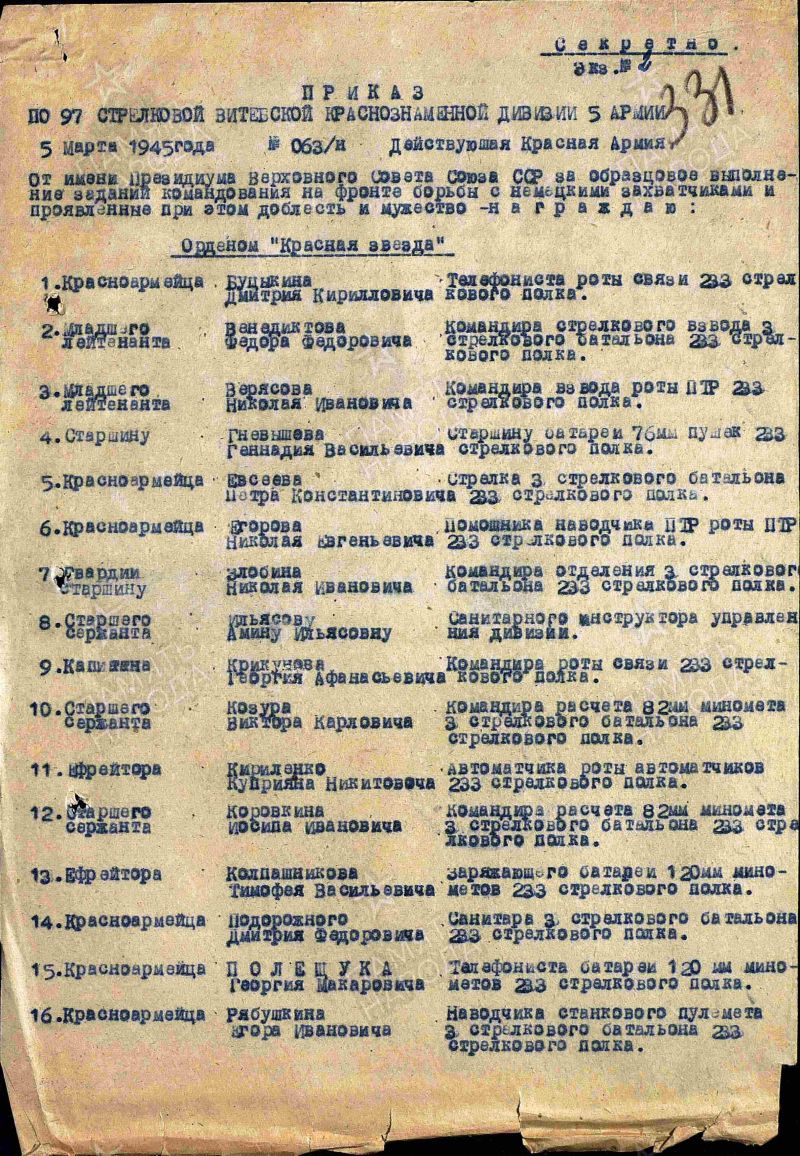 Секретно.
Экз.№
331
ПРИКАЗ
ПО 97 СТРЕЛКОВОЙ ВИТЕБСКОЙ КРАСНОЗНАМЕННОЙ ДИВИЗИИ 5 АРМИИ
5 Марта 1945года № 063/н Действующая Красная Армия
От имени Президиума Верховного Совета Союза ССР за образцовое выполне-
ние заданий командования на фронте борьбы с немецкими захватчиками и
проявленные при этом доблесть и мужество -н а г р а ж д а ю :
Орденом "Красная звезда"
1.Красноармейца Буцыкина Телефониста роты связи 233 стрел
Дмитрия Кирилловича кового полка.
2.Младшего Венедиктова Командира стрелкового взвода 3
лейтенанта Федора Федоровича стрелкового батальона 233 стрел-
кового полка.
3.Младшего Верясова Командира взвода роты ПТР 233
лейтенанта Николая Ивановича стрелкового полка.
4.Старшину Гневышева Старшину батареи 76мм пушек 233
Геннадия Васильевича стрелкового полка.
5.Красноармейца Евсеева Стрелка 3 стрелкового батальона
Петра Константиновича 233 стрелкового полка.
6.Красноармейца Егорова Помошника наводчика ПТР роты ПТР
Николая Евгеньевича 233 стрелкового полка.
7.Гвардии Злобина Командира отделения 3 стрелкового
старшину Николая Ивановича батальона 233 стрелкового полка.
8.Старшего Ильясову Санитарного инструктора управлен
сержанта Амину Ильясовну ния дивизии.
9.Капитана Крикунова Командира роты связи 233 стрел-
Георгия Афанасьевича кового полка.
10.Старшего Козура Командира расчета 82мм миномета
сержанта Виктора Карловича 3 стрелкового батальона 233
стрелкового полка.
11.Ефрейтора Кириленко Автоматчика роты автоматчиков
Куприяна Никитовоча 233 стрелкового полка.
12.Старшего Коровкина Командира расчета 82мм миномета
сержанта Иосипа Ивановича 3 стрелкового батальона 233 стре
лкового полка.
13.Ефрейтора Колпашникова Заряжающего батареи 120мм мино-
Тимофея Васильевича метов 233 стрелкового полка.
14.Красноармейца Подорожного Санитара 3 стрелкового батальона
Дмитрия Федоровича 233 стрелкового полка.
15.Красноармейца П О Л Е Щ У К А Телефониста батареи 120 мм мино-
Георгия Макаровича метов 233 стрелкового полка.
16.Красноармейца Рябушкина Наводчика станкового пулемета
Егора Ивановича 3 стрелкового батальона 233
стрелкового полка.